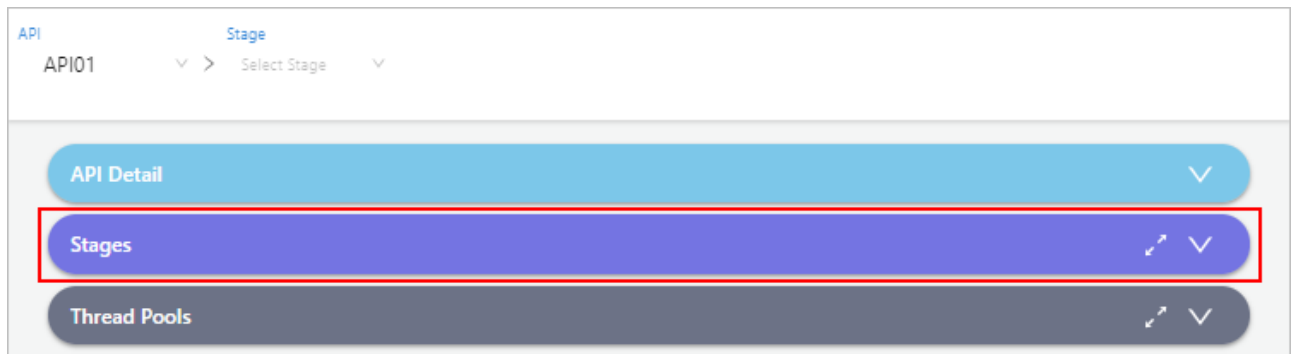 API Stage
API01 > Select Stage
API Detail
Stages
Thread Pools